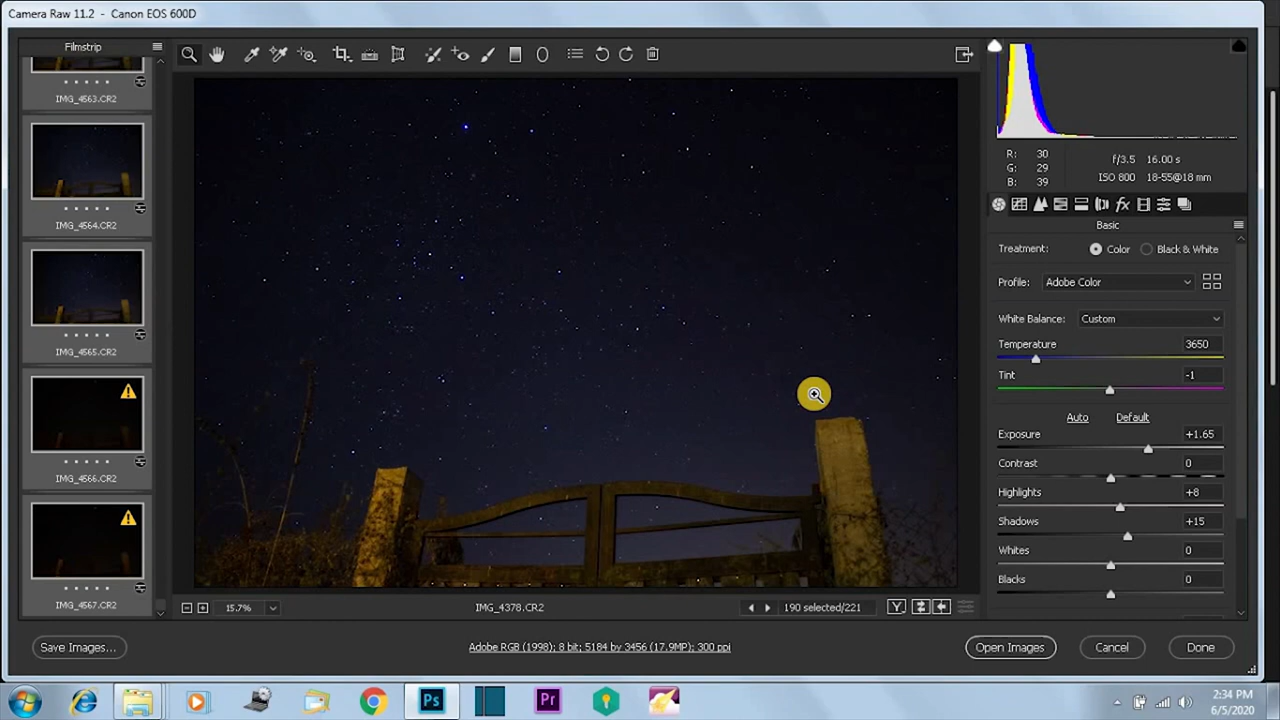 Camera Raw 11.2 - Canon EOS 600D
Filmstrip
IMG_4563.CR2
IMG_4564.CR2
IMG_4565.CR2
IMG_4566.CR2
IMG_4567.CR2
15.7%
IMG_4378.CR2
190 selected/221
Y
Save Images...
Adobe RGB (1998); 8 bit; 5184 by 3456 (17.9MP); 300 ppi
Open Images
Cancel
Done
R: 30
G: 29
B: 39
f/3.5 16.00 s
ISO 800 18-55@18 mm
fx
Basic
Treatment: Color Black & White
Profile: Adobe Color
White Balance: Custom
Temperature 3650
Tint -1
Auto Default
Exposure +1.65
Contrast 0
Highlights +8
Shadows +15
Whites 0
Blacks 0
Ps
Pr
2:34 PM
6/5/2020